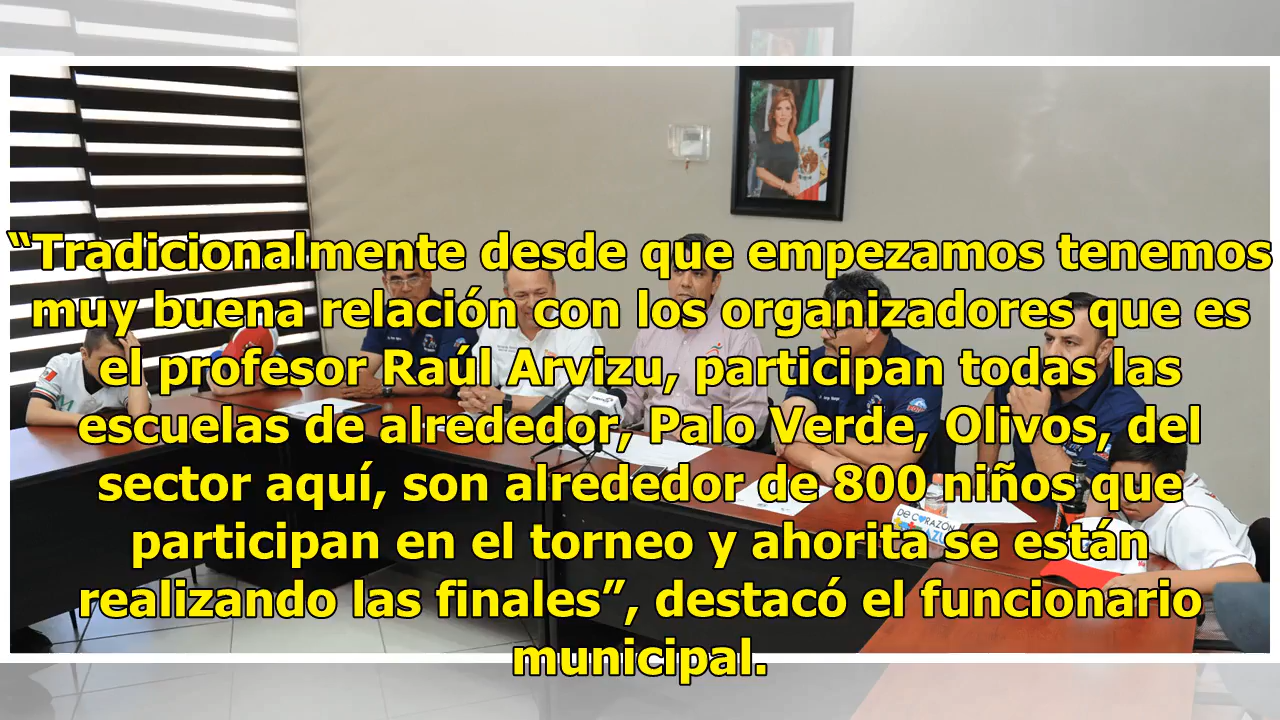 “Tradicionalmente desde que empezamos tenemos
muy buena relación con los organizadores que es
el profesor Raúl Arvizu, participan todas las
escuelas de alrededor, Palo Verde, Olivos, del
sector aquí, son alrededor de 800 niños que
participan en el torneo y ahorita se están
realizando las finales”, destacó el funcionario
municipal.
De CORAZÓN